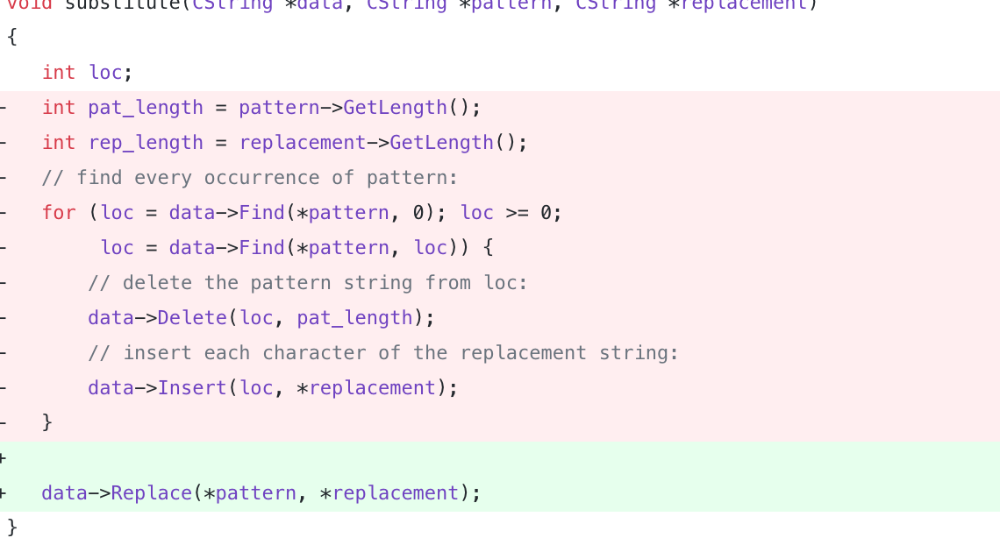 void substitute(CString *data, CString *pattern, CString *replacement)
{
   int loc;
-   int pat_length = pattern->GetLength();
-   int rep_length = replacement->GetLength();
-   // find every occurrence of pattern:
-   for (loc = data->Find(*pattern, 0); loc >= 0;
-        loc = data->Find(*pattern, loc)) {
-       // delete the pattern string from loc:
-       data->Delete(loc, pat_length);
-       // insert each character of the replacement string:
-       data->Insert(loc, *replacement);
-   }
+
+   data->Replace(*pattern, *replacement);
}